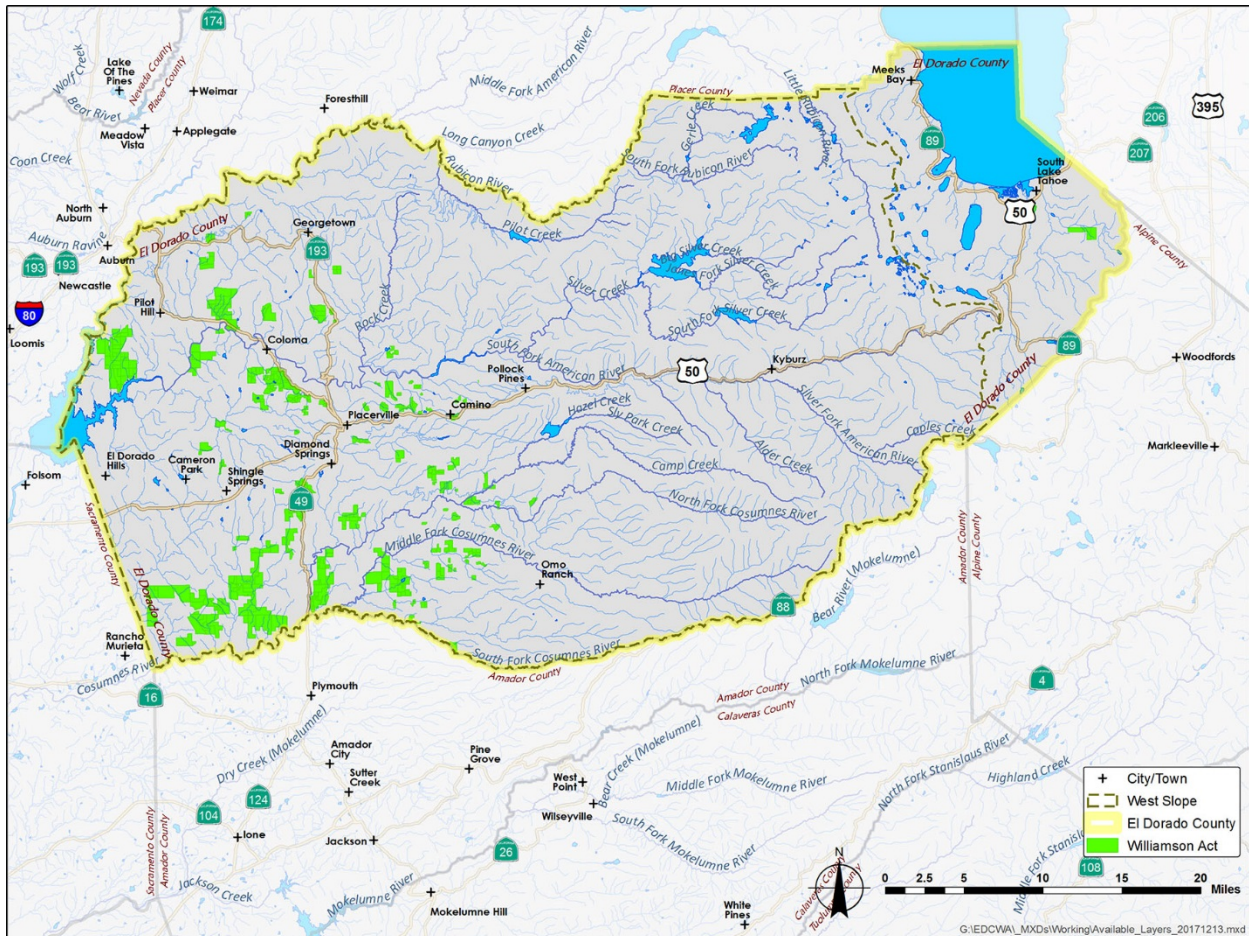 174
Lake
Of The
Pines
Weimar
Wolf Creek
Nevada County
Placer County
Bear River
Meadow
Vista
Applegate
Foresthill
Middle Fork American River
Long Canyon Creek
Placer County
Meeks
Bay
El Dorado County
395
206
207
Coon Creek
North
Auburn
Auburn Ravine
Auburn
193
193
Newcastle
80
Loomis
El Dorado County
Georgetown
193
Rubicon River
Pilot Creek
Gerle Creek
South Fork Rubicon River
Little Rubicon River
89
South
Lake
Tahoe
50
Alpine County
Pilot
Hill
Coloma
Rock Creek
Silver Creek
Big Silver Creek
Jones Fork Silver Creek
South Fork Silver Creek
South Fork American River
Pollock
Pines
50
Kyburz
89
Woodfords
El Dorado County
Placerville
Camino
Hazel Creek
Sly Park Creek
Silver Fork American River
Caples Creek
Markleeville
Folsom
El Dorado
Hills
Cameron
Park
Shingle
Springs
Diamond
Springs
Camp Creek
Alder Creek
North Fork Cosumnes River
49
Sacramento County
El Dorado County
Middle Fork Cosumnes River
Omo
Ranch
88
Bear River (Mokelumne)
Amador County
Alpine County
Rancho
Murieta
Cosumnes River
South Fork Cosumnes River
Amador County
16
Plymouth
Amador County
Calaveras County
North Fork Mokelumne River
4
Dry Creek (Mokelumne)
Amador
City
Sutter
Creek
Pine
Grove
West
Point
Wilseyville
Bear Creek (Mokelumne)
Middle Fork Mokelumne River
South Fork Mokelumne River
North Fork Stanislaus River
Highland Creek
104
124
Ione
Jackson
26
Sacramento County
Amador County
Jackson Creek
Mokelumne River
Mokelumne Hill
White
Pines
Calaveras County
Tuolumne County
Middle Fork Stanislaus
108
City/Town
West Slope
El Dorado County
Williamson Act
N
0 2.5 5 10 15 20
Miles
G:\EDCWA\_MXDs\Working\Available_Layers_20171213.mxd